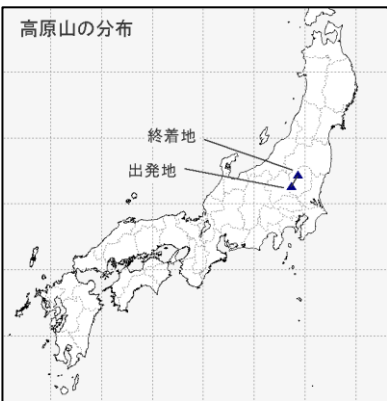 高原山の分布
終着地
出発地